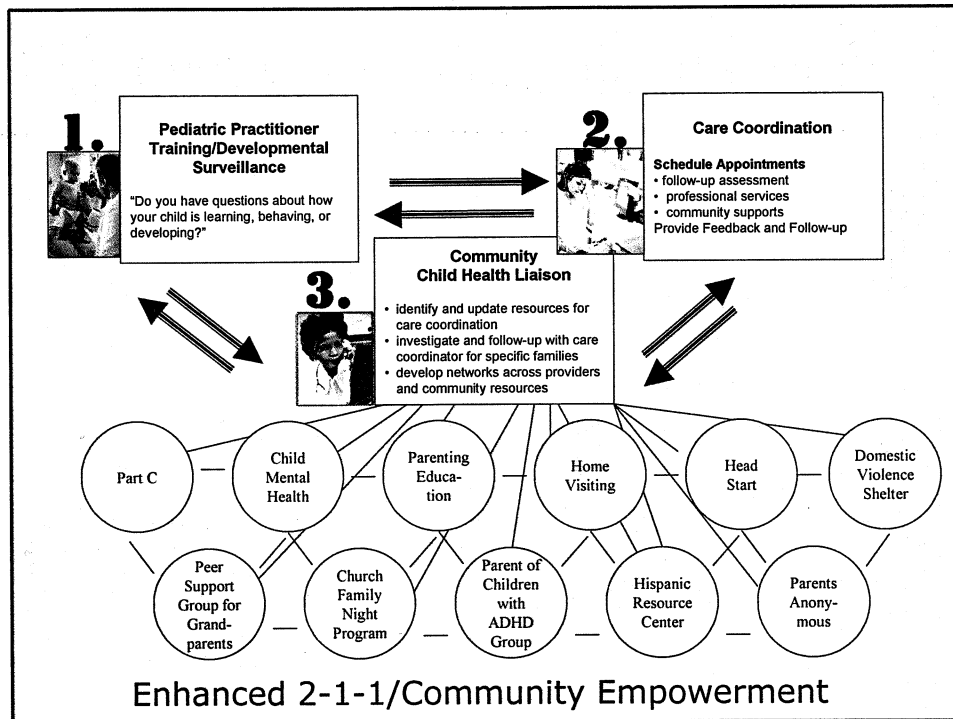 1.
Pediatric Practitioner
Training/Developmental
Surveillance
"Do you have questions about how
your child is learning, behaving, or
developing?"
2.
Care Coordination
Schedule Appointments
• follow-up assessment
• professional services
• community supports
Provide Feedback and Follow-up
3.
Community
Child Health Liaison
• identify and update resources for
care coordination
• investigate and follow-up with care
coordinator for specific families
• develop networks across providers
and community resources
Part C
Child
Mental
Health
Parenting
Educa-
tion
Home
Visiting
Head
Start
Domestic
Violence
Shelter
Peer
Support
Group for
Grand-
parents
Church
Family
Night
Program
Parent of
Children
with
ADHD
Group
Hispanic
Resource
Center
Parents
Anony-
mous
Enhanced 2-1-1/Community Empowerment